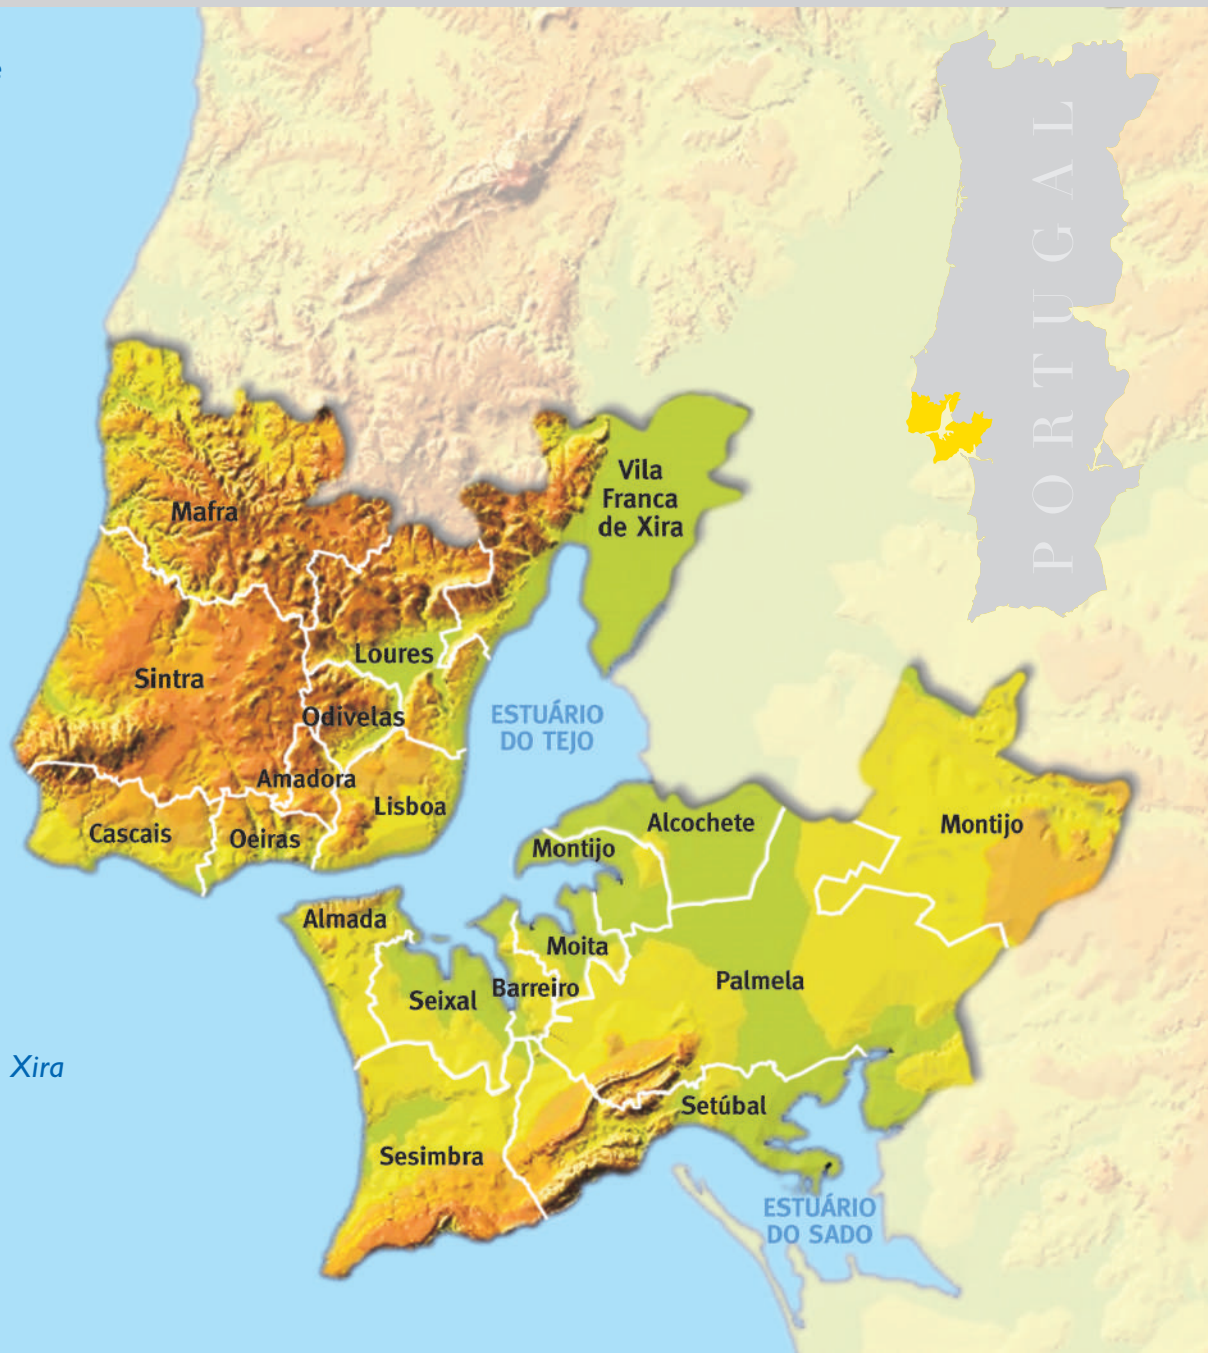 PORTUGAL
Vila
Franca
de Xira
Mafra
Loures
Sintra
Odivelas
ESTUÁRIO
DO TEJO
Amadora
Lisboa
Cascais
Oeiras
Alcochete
Montijo
Montijo
Almada
Moita
Palmela
Barreiro
Seixal
Xira
Setúbal
Sesimbra
ESTUÁRIO
DO SADO